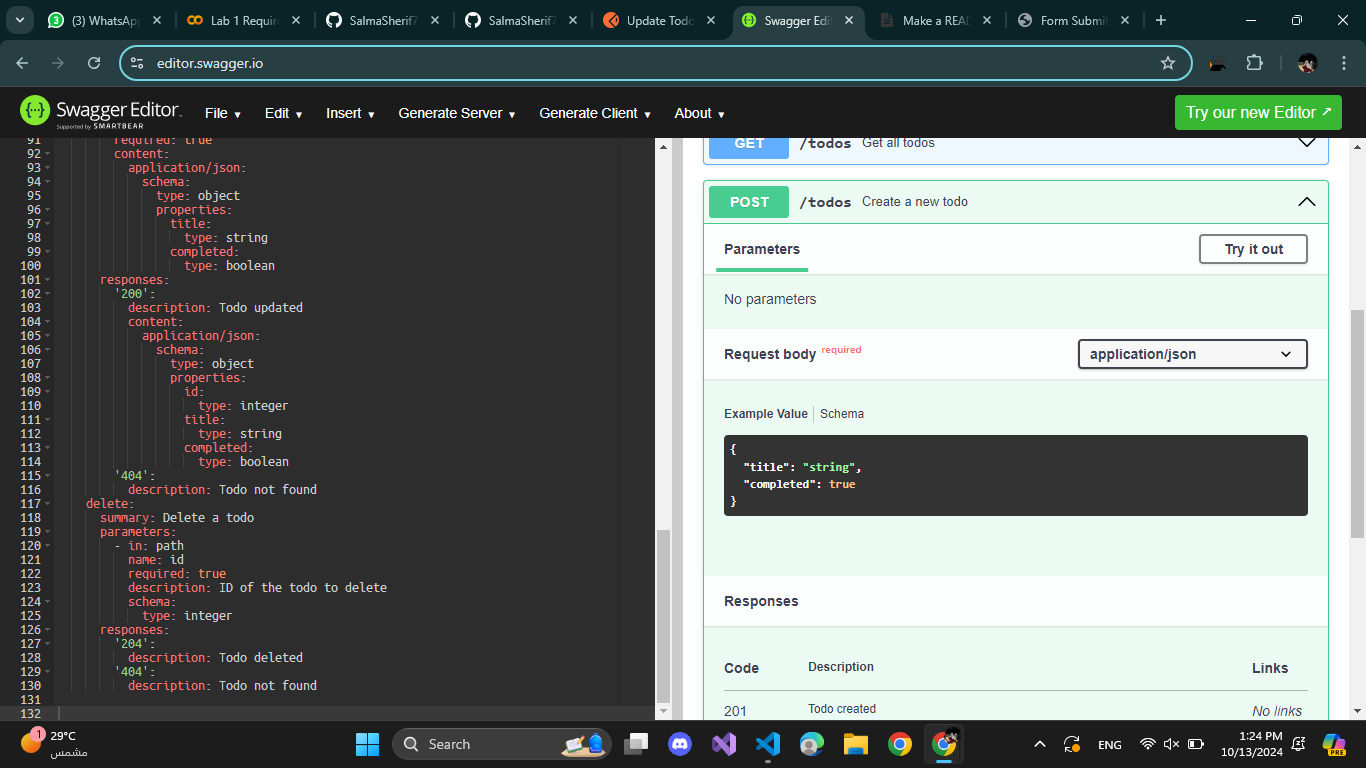 (3) WhatsApp
Lab 1 Requir
SalmaSherif7
SalmaSherif7
Update Todo
Swagger Edi
Make a REA
Form Submi
editor.swagger.io
Swagger Editor
Supported by SMARTBEAR
File
Edit
Insert
Generate Server
Generate Client
About
Try our new Editor
91 required: true
92 content:
93 application/json:
94 schema:
95 type: object
96 properties:
97 title:
98 type: string
99 completed:
100 type: boolean
101 responses:
102 '200':
103 description: Todo updated
104 content:
105 application/json:
106 schema:
107 type: object
108 properties:
109 id:
110 type: integer
111 title:
112 type: string
113 completed:
114 type: boolean
115 '404':
116 description: Todo not found
117 delete:
118 summary: Delete a todo
119 parameters:
120 - in: path
121 name: id
122 required: true
123 description: ID of the todo to delete
124 schema:
125 type: integer
126 responses:
127 '204':
128 description: Todo deleted
129 '404':
130 description: Todo not found
131
132
GET /todos Get all todos
POST /todos Create a new todo
Parameters
Try it out
No parameters
Request body required
application/json
Example Value Schema
{
"title": "string",
"completed": true
}
Responses
Code Description Links
201 Todo created No links
1
29°C
مشمس
Search
ENG
1:24 PM
10/13/2024
PRE